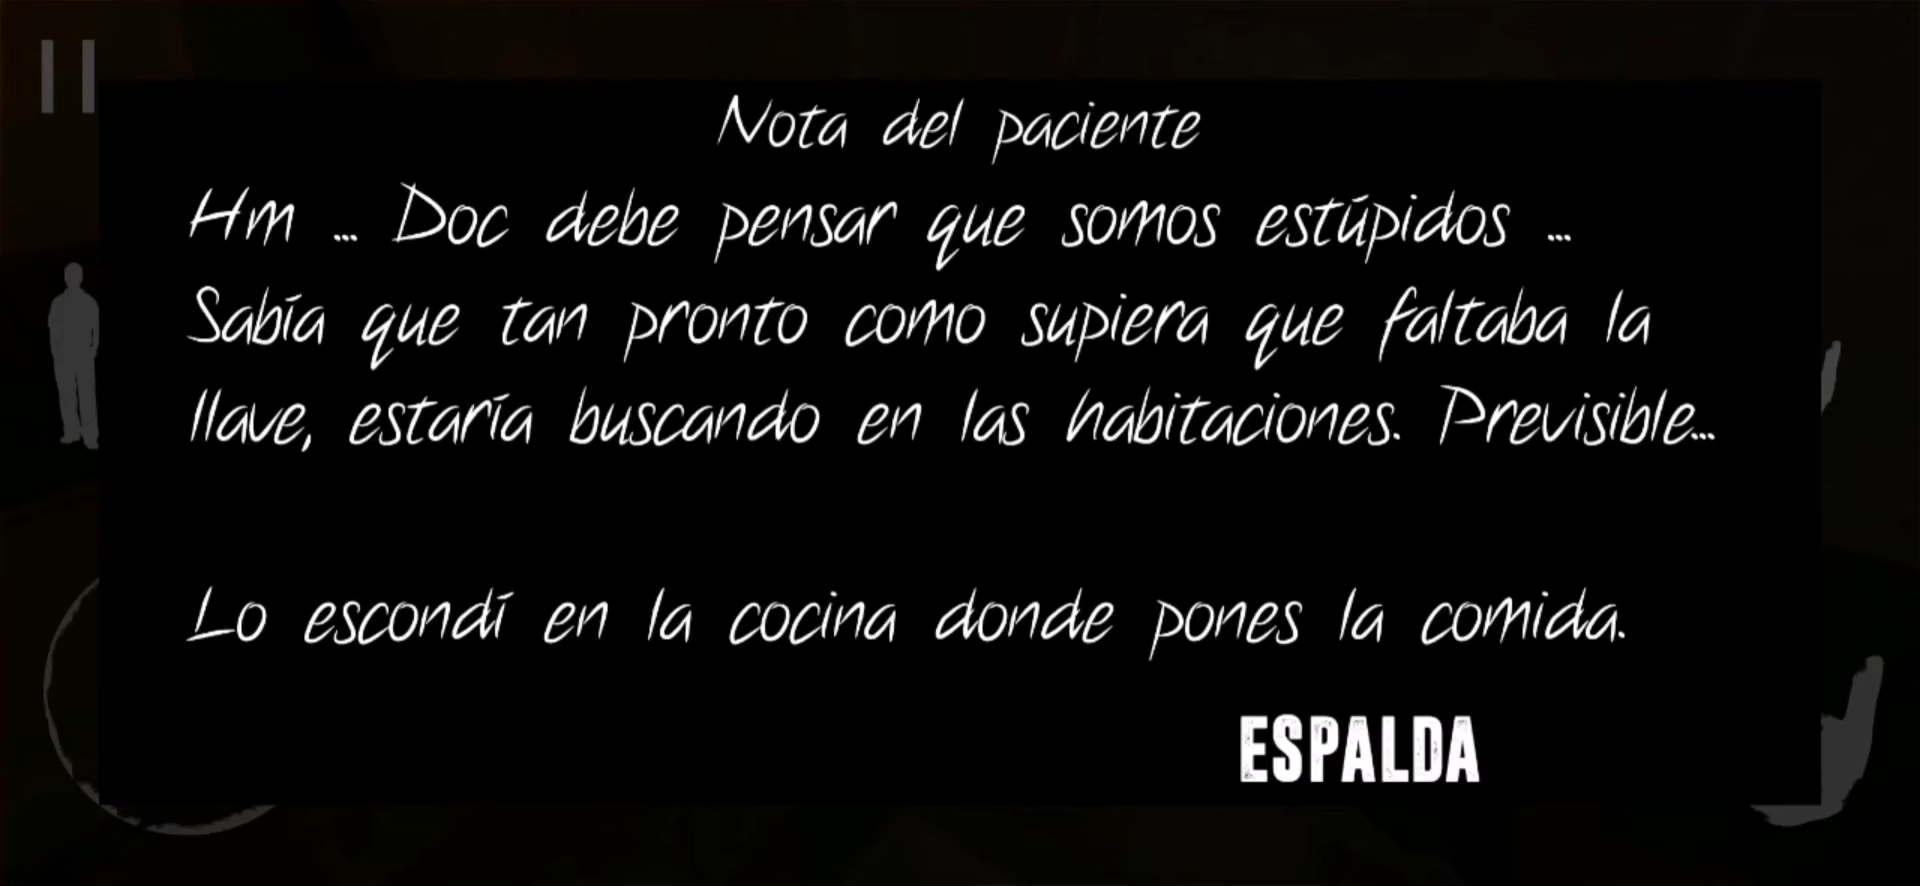 Nota del paciente
Hm ... Doc debe pensar que somos estúpidos ...
Sabía que tan pronto como supiera que faltaba la
llave, estaría buscando en las habitaciones. Previsible...
Lo escondí en la cocina donde pones la comida.
ESPALDA